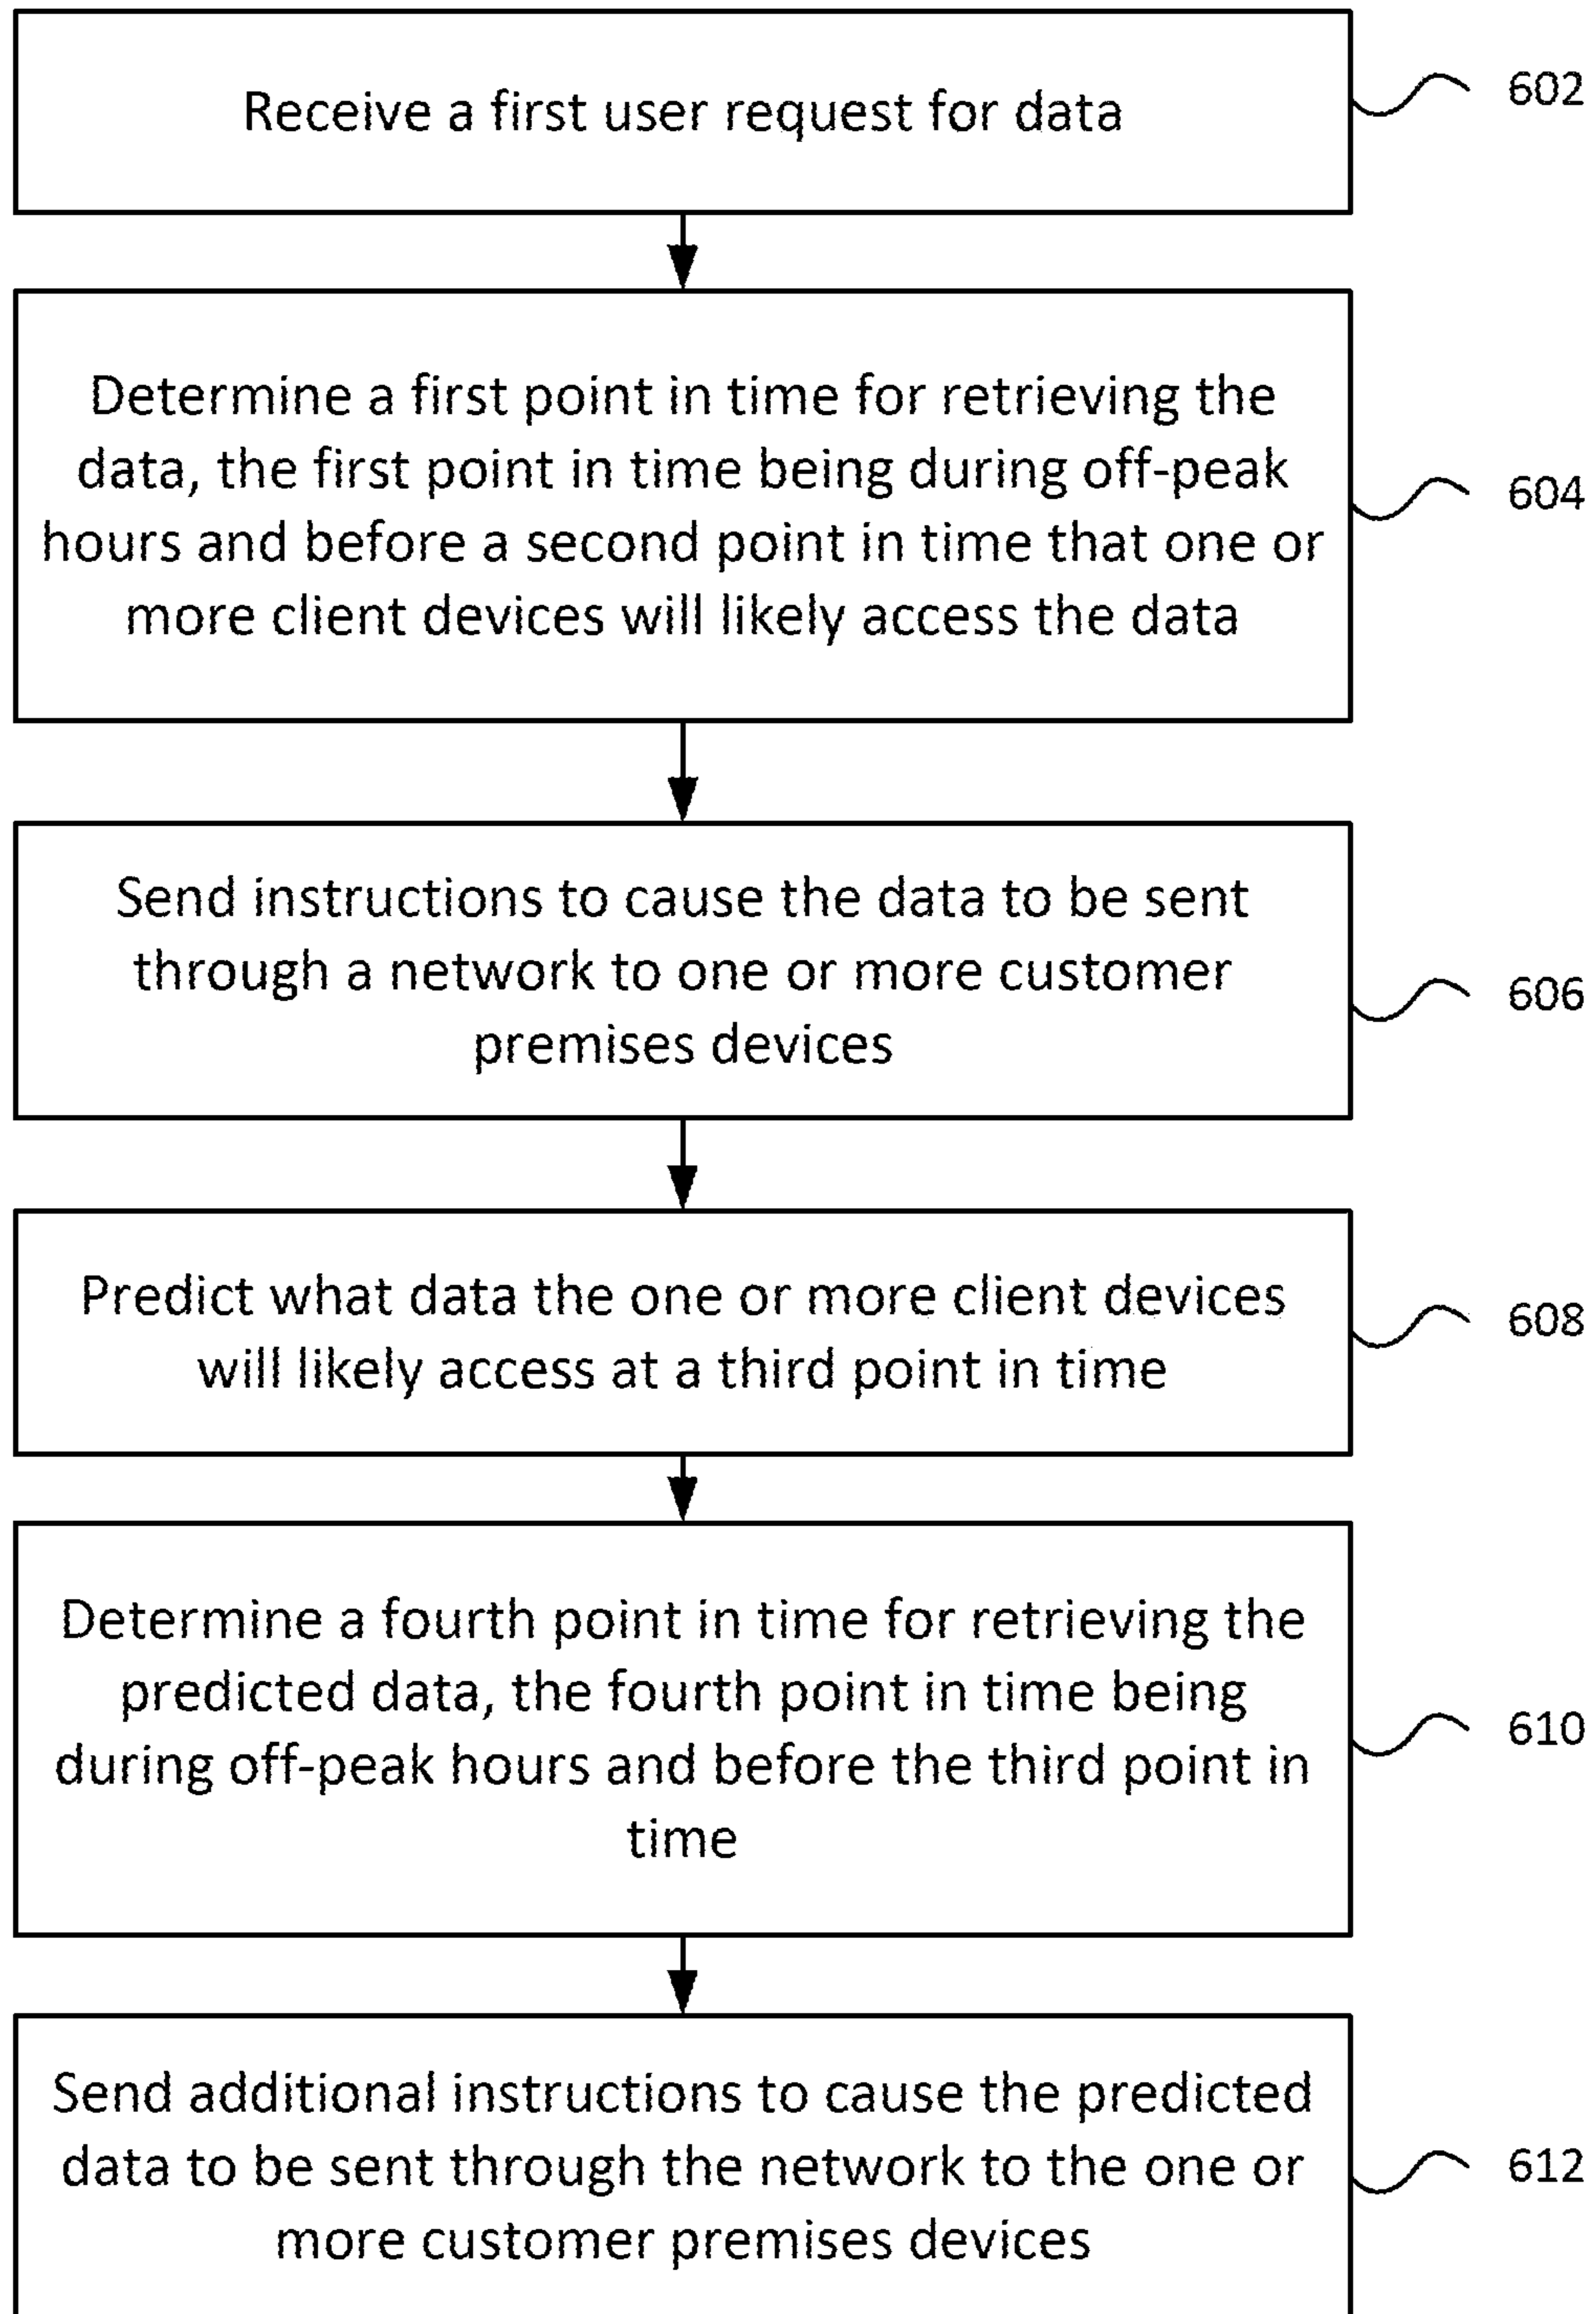 Receive a first user request for data
602
Determine a first point in time for retrieving the
data, the first point in time being during off-peak
hours and before a second point in time that one or
more client devices will likely access the data
604
Send instructions to cause the data to be sent
through a network to one or more customer
premises devices
606
Predict what data the one or more client devices
will likely access at a third point in time
608
Determine a fourth point in time for retrieving the
predicted data, the fourth point in time being
during off-peak hours and before the third point in
time
610
Send additional instructions to cause the predicted
data to be sent through the network to the one or
more customer premises devices
612